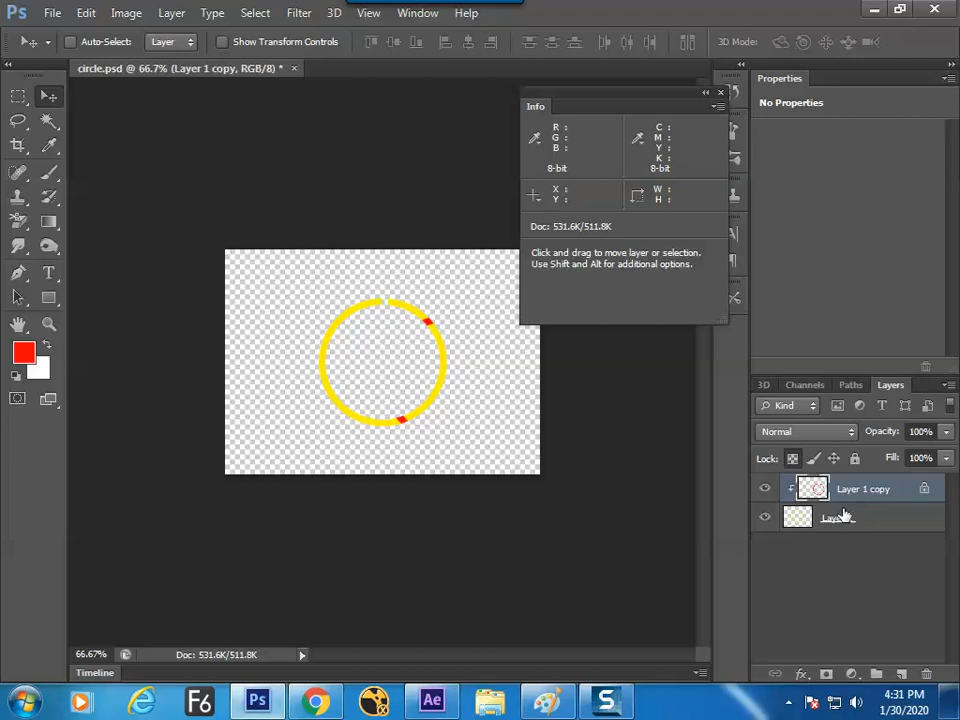 Ps File Edit Image Layer Type Select Filter 3D View Window Help
Auto-Select: Layer Show Transform Controls 3D Mode:
circle.psd @ 66.7% (Layer 1 copy, RGB/8) * ×
Info
R :
G :
B :
8-bit
C :
M :
Y :
K :
8-bit
X :
Y :
W :
H :
Doc: 531.6K/511.8K
Click and drag to move layer or selection.
Use Shift and Alt for additional options.
Properties
No Properties
3D Channels Paths Layers
Kind
Normal Opacity: 100%
Lock: Fill: 100%
Layer 1 copy
66.67% Doc: 531.6K/511.8K
Timeline
F6 Ps Ae S
4:31 PM
1/30/2020